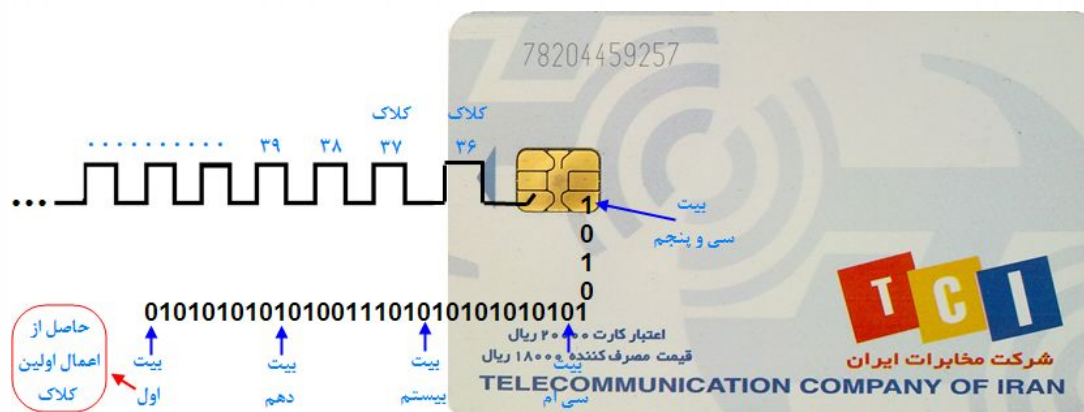 78204459257
کلاک کلاک
. . . . . . . . . . ۳۹ ۳۸ ۳۷ ۳۶
...
بیت
سی و پنجم
1
0
1
0
0101010101010011101010101010101
حاصل از
اعمال اولین
کلاک
بیت
اول
بیت
دهم
بیت
بیستم
بیت
سی ام
اعتبار کارت ۲۰۰۰۰ ریال
قیمت مصرف کننده ۱۸۰۰۰ ریال
TCI
شرکت مخابرات ایران
TELECOMMUNICATION COMPANY OF IRAN